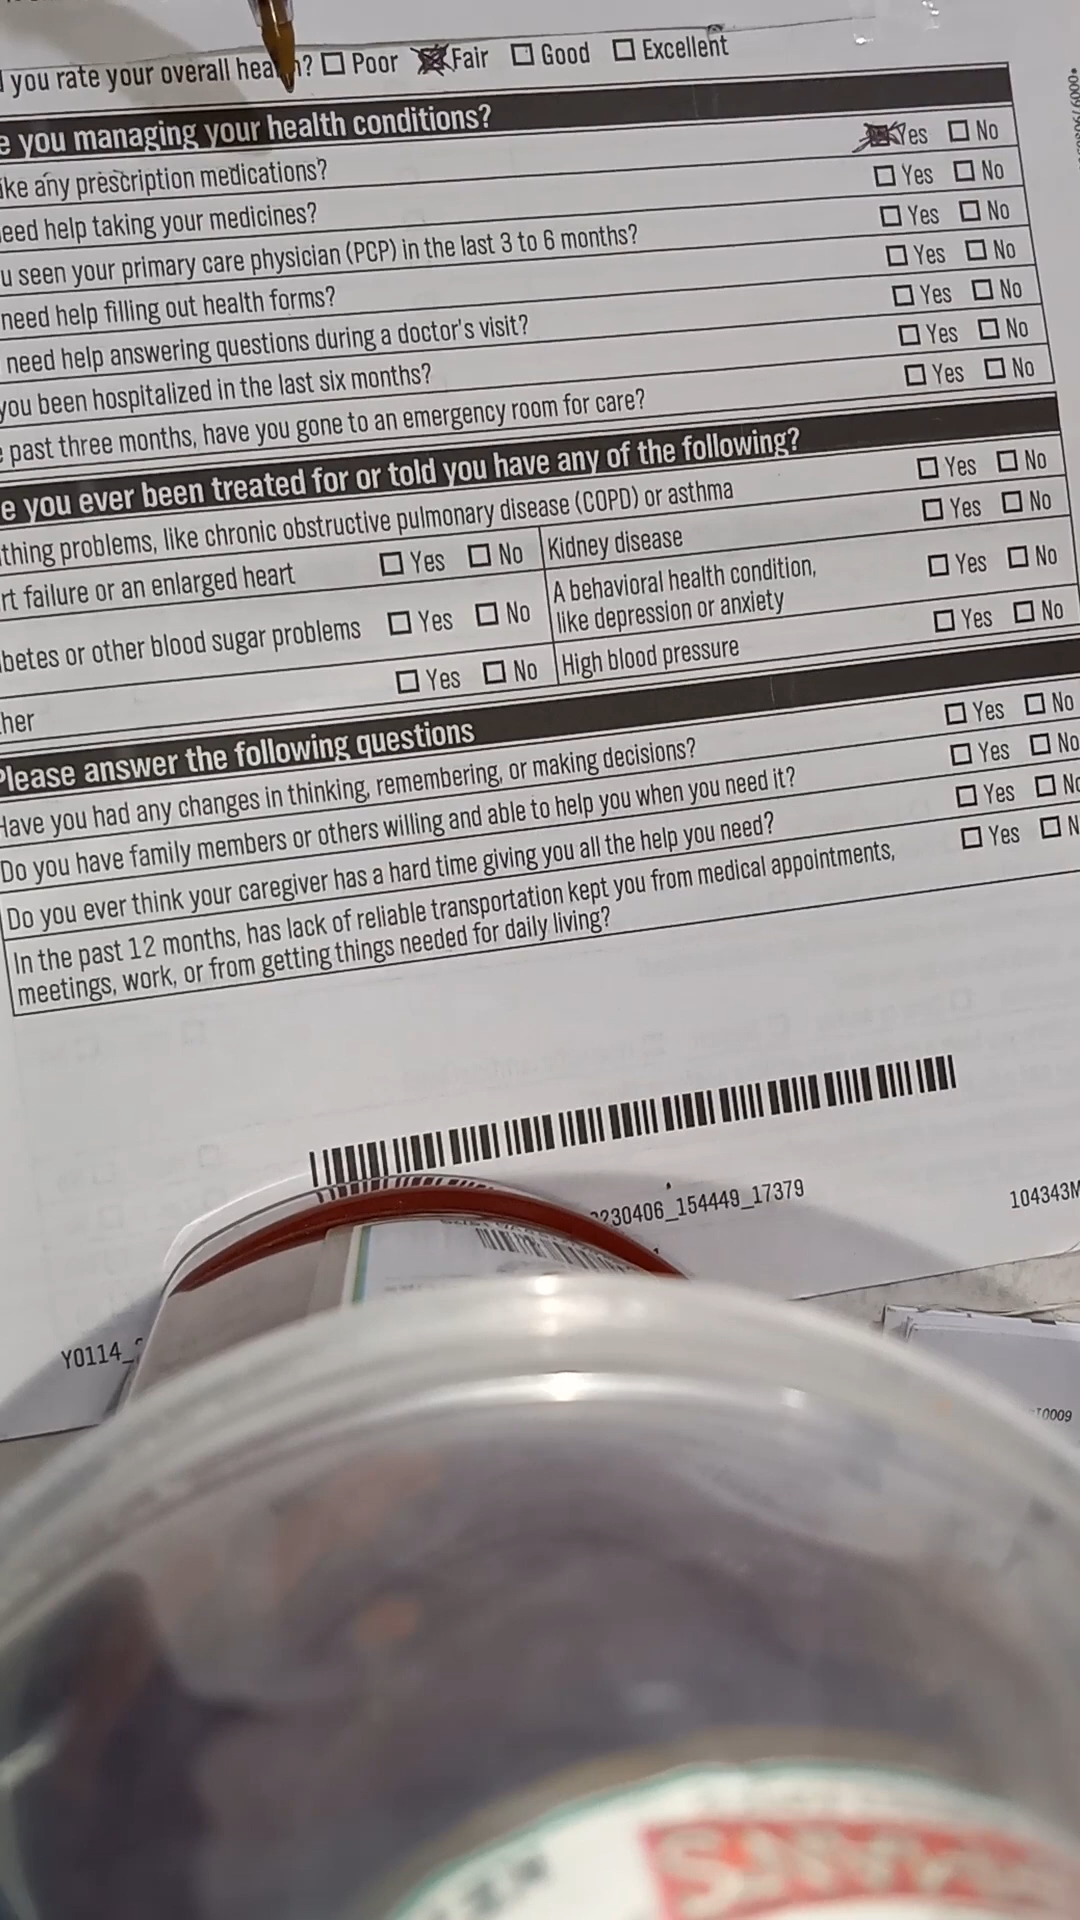 you rate your overall health? ☐ Poor ☒ Fair ☐ Good ☐ Excellent
e you managing your health conditions?
ke any prescription medications? ☒ Yes ☐ No
eed help taking your medicines? ☐ Yes ☐ No
u seen your primary care physician (PCP) in the last 3 to 6 months? ☐ Yes ☐ No
need help filling out health forms? ☐ Yes ☐ No
need help answering questions during a doctor's visit? ☐ Yes ☐ No
you been hospitalized in the last six months? ☐ Yes ☐ No
e past three months, have you gone to an emergency room for care? ☐ Yes ☐ No
e you ever been treated for or told you have any of the following?
thing problems, like chronic obstructive pulmonary disease (COPD) or asthma ☐ Yes ☐ No
rt failure or an enlarged heart ☐ Yes ☐ No Kidney disease ☐ Yes ☐ No
betes or other blood sugar problems ☐ Yes ☐ No A behavioral health condition, like depression or anxiety ☐ Yes ☐ No
her ☐ Yes ☐ No High blood pressure ☐ Yes ☐ No
Please answer the following questions
Have you had any changes in thinking, remembering, or making decisions? ☐ Yes ☐ No
Do you have family members or others willing and able to help you when you need it? ☐ Yes ☐ No
Do you ever think your caregiver has a hard time giving you all the help you need? ☐ Yes ☐ No
In the past 12 months, has lack of reliable transportation kept you from medical appointments, ☐ Yes ☐ N
meetings, work, or from getting things needed for daily living?
230406_154449_17379
104343M
Y0114_
0009